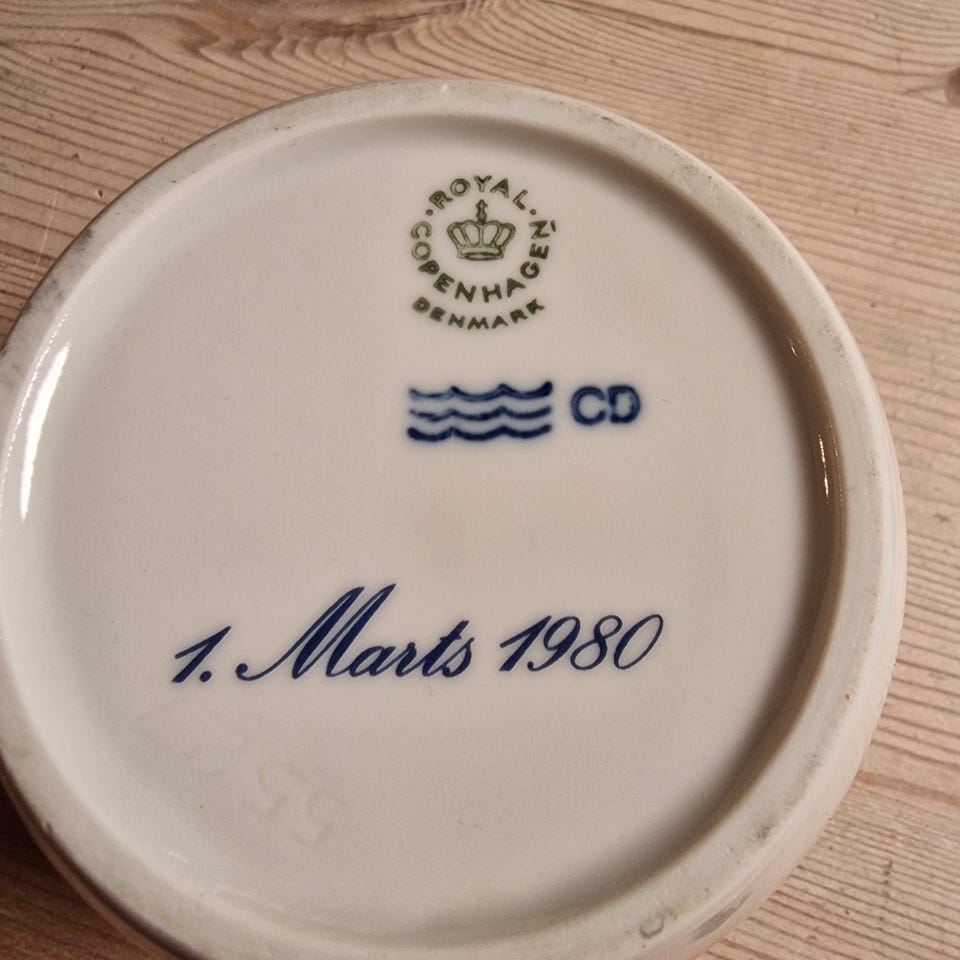 · ROYAL ·
COPENHAGEN
DENMARK
CD
1. Marts 1980